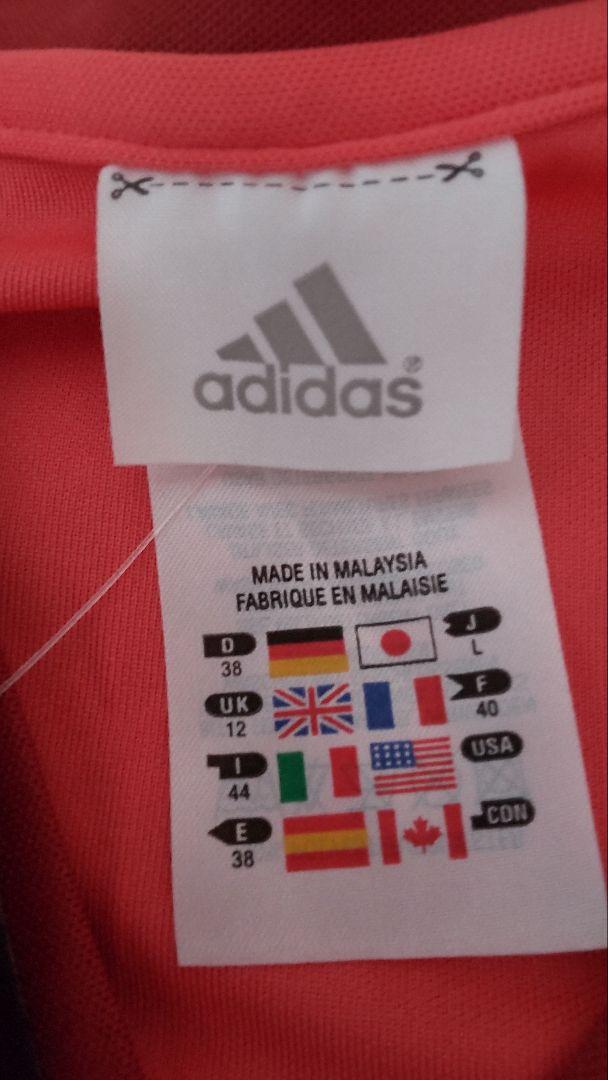 adidas®
MADE IN MALAYSIA
FABRIQUE EN MALAISIE
D J
38 L
UK F
12 40
I USA
44
E CDN
38